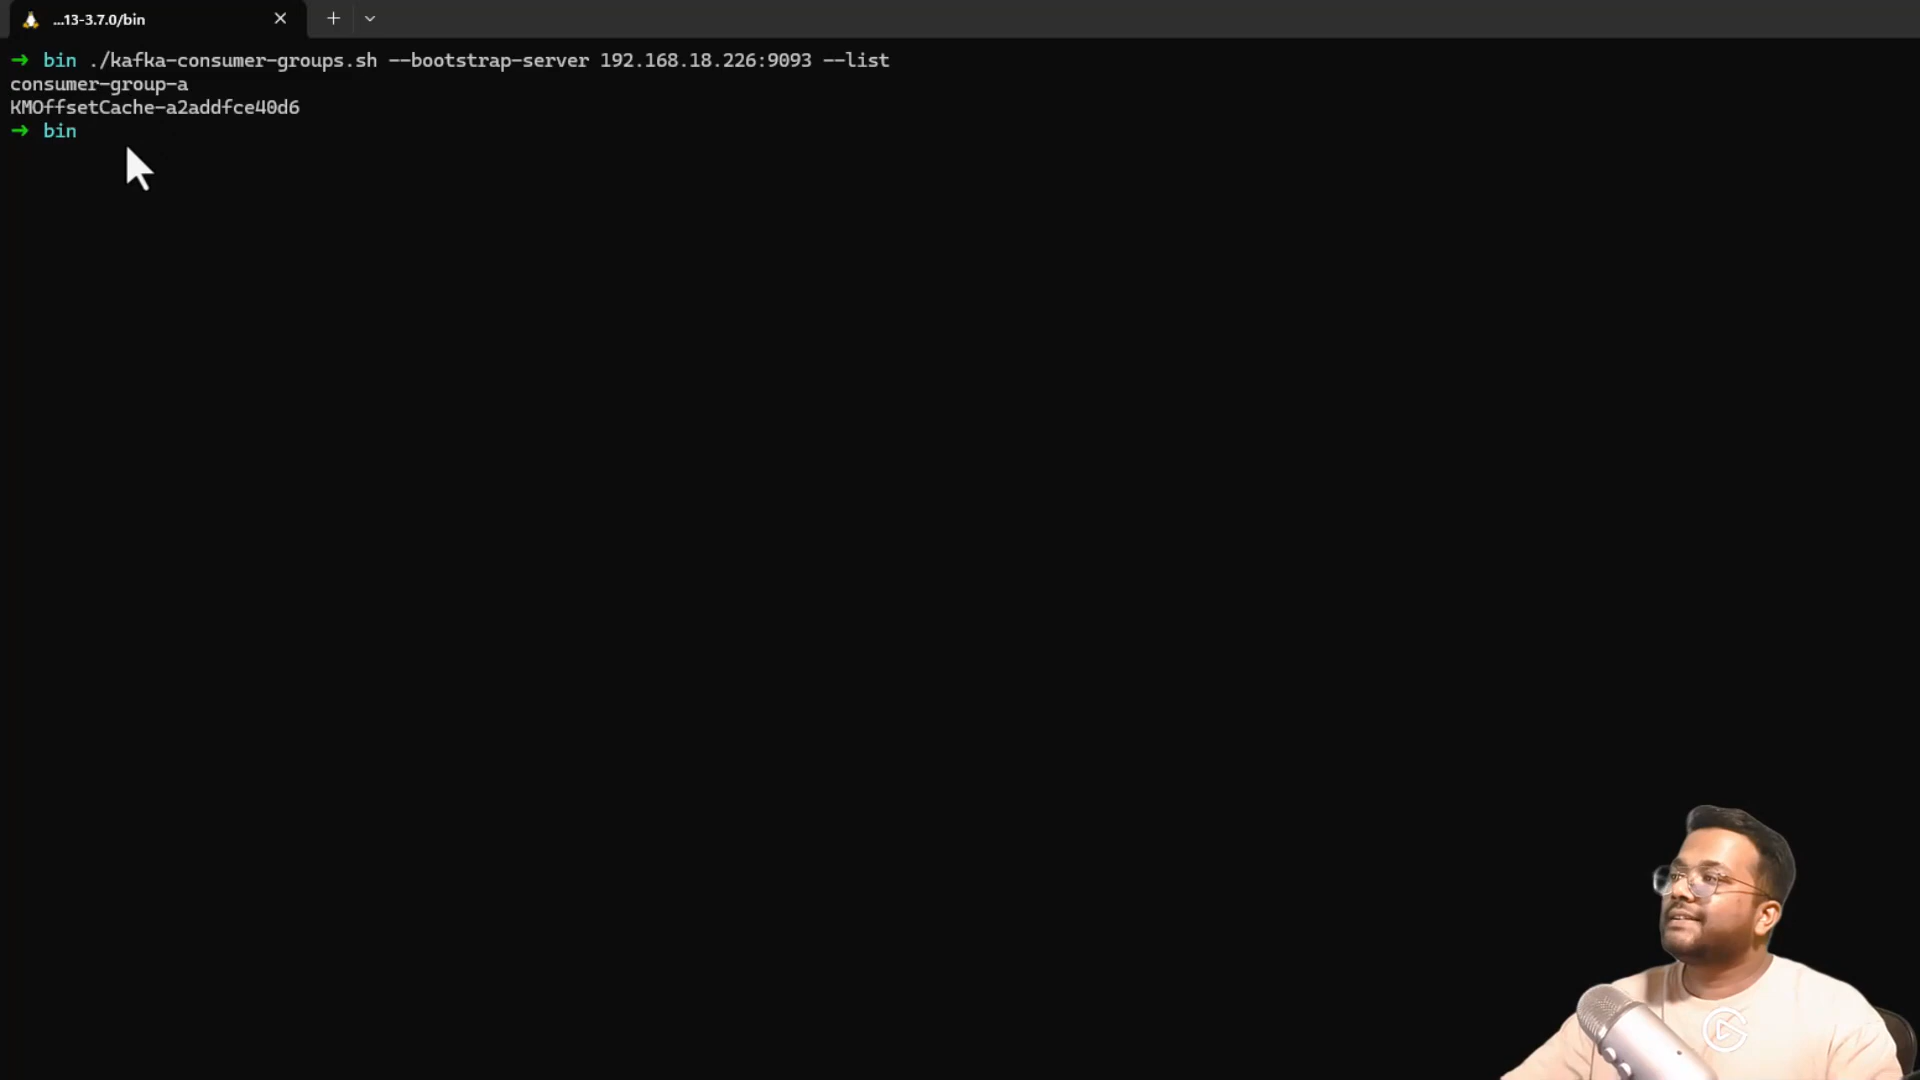 ...13-3.7.0/bin
➜ bin ./kafka-consumer-groups.sh --bootstrap-server 192.168.18.226:9093 --list
consumer-group-a
KMOffsetCache-a2addfce40d6
➜ bin